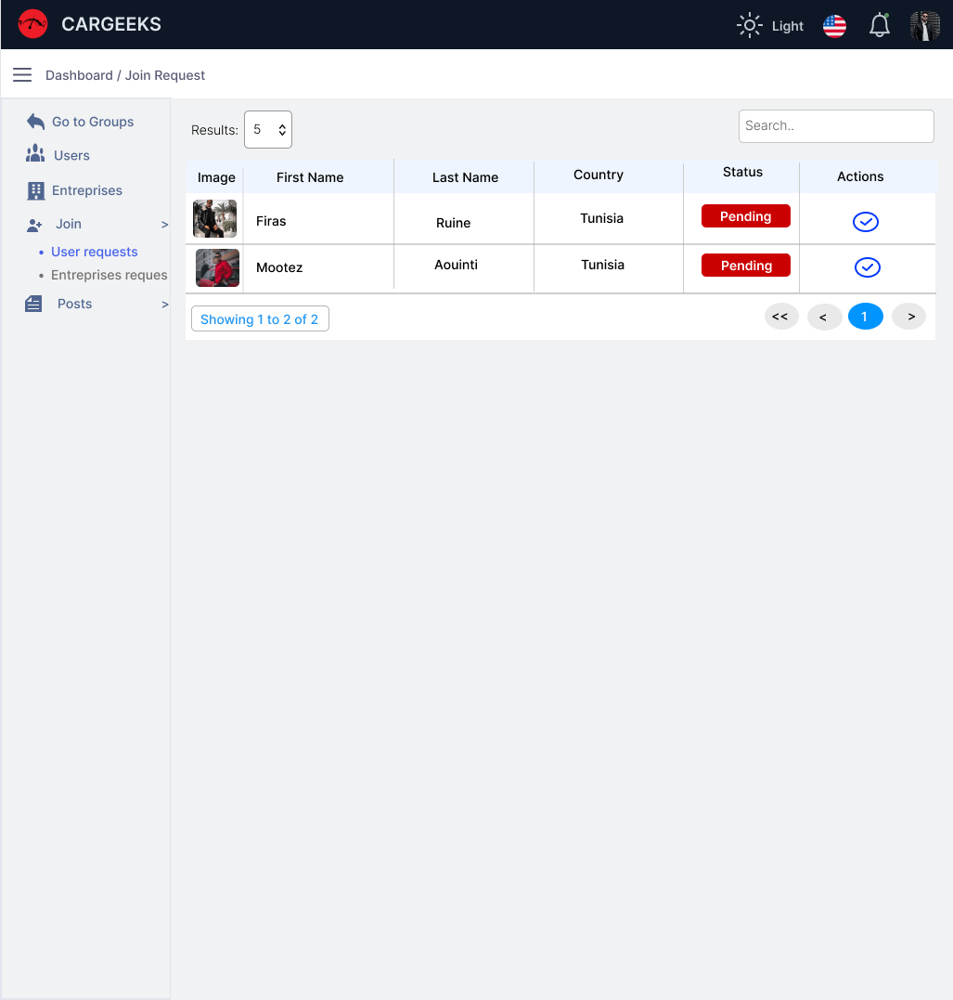 CARGEEKS
Light
Dashboard / Join Request
Go to Groups
Users
Entreprises
Join >
User requests
Entreprises reques
Posts >
Results: 5
Search..
Image First Name Last Name Country Status Actions
Firas Ruine Tunisia Pending
Mootez Aouinti Tunisia Pending
Showing 1 to 2 of 2
<< < 1 >